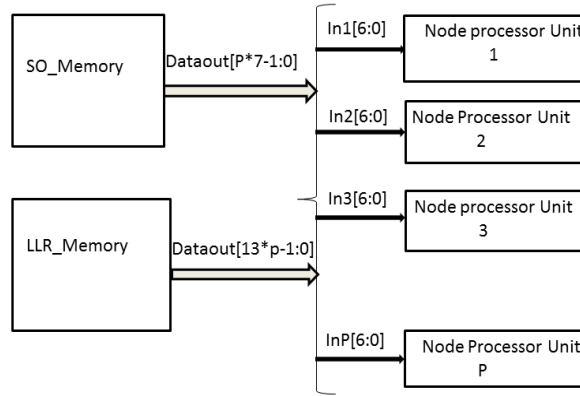 SO_Memory
Dataout[P*7-1:0]
LLR_Memory
Dataout[13*p-1:0]
In1[6:0]
Node processor Unit
1
In2[6:0]
Node Processor Unit
2
In3[6:0]
Node processor Unit
3
InP[6:0]
Node Processor Unit
P